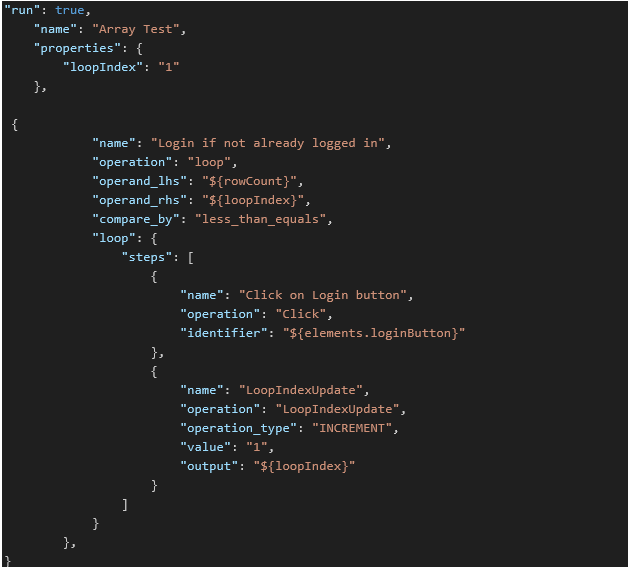 "run": true,
"name": "Array Test",
"properties": {
"loopIndex": "1"
},
{
"name": "Login if not already logged in",
"operation": "loop",
"operand_lhs": "${rowCount}",
"operand_rhs": "${loopIndex}",
"compare_by": "less_than_equals",
"loop": {
"steps": [
{
"name": "Click on Login button",
"operation": "Click",
"identifier": "${elements.loginButton}"
},
{
"name": "LoopIndexUpdate",
"operation": "LoopIndexUpdate",
"operation_type": "INCREMENT",
"value": "1",
"output": "${loopIndex}"
}
]
}
},
}